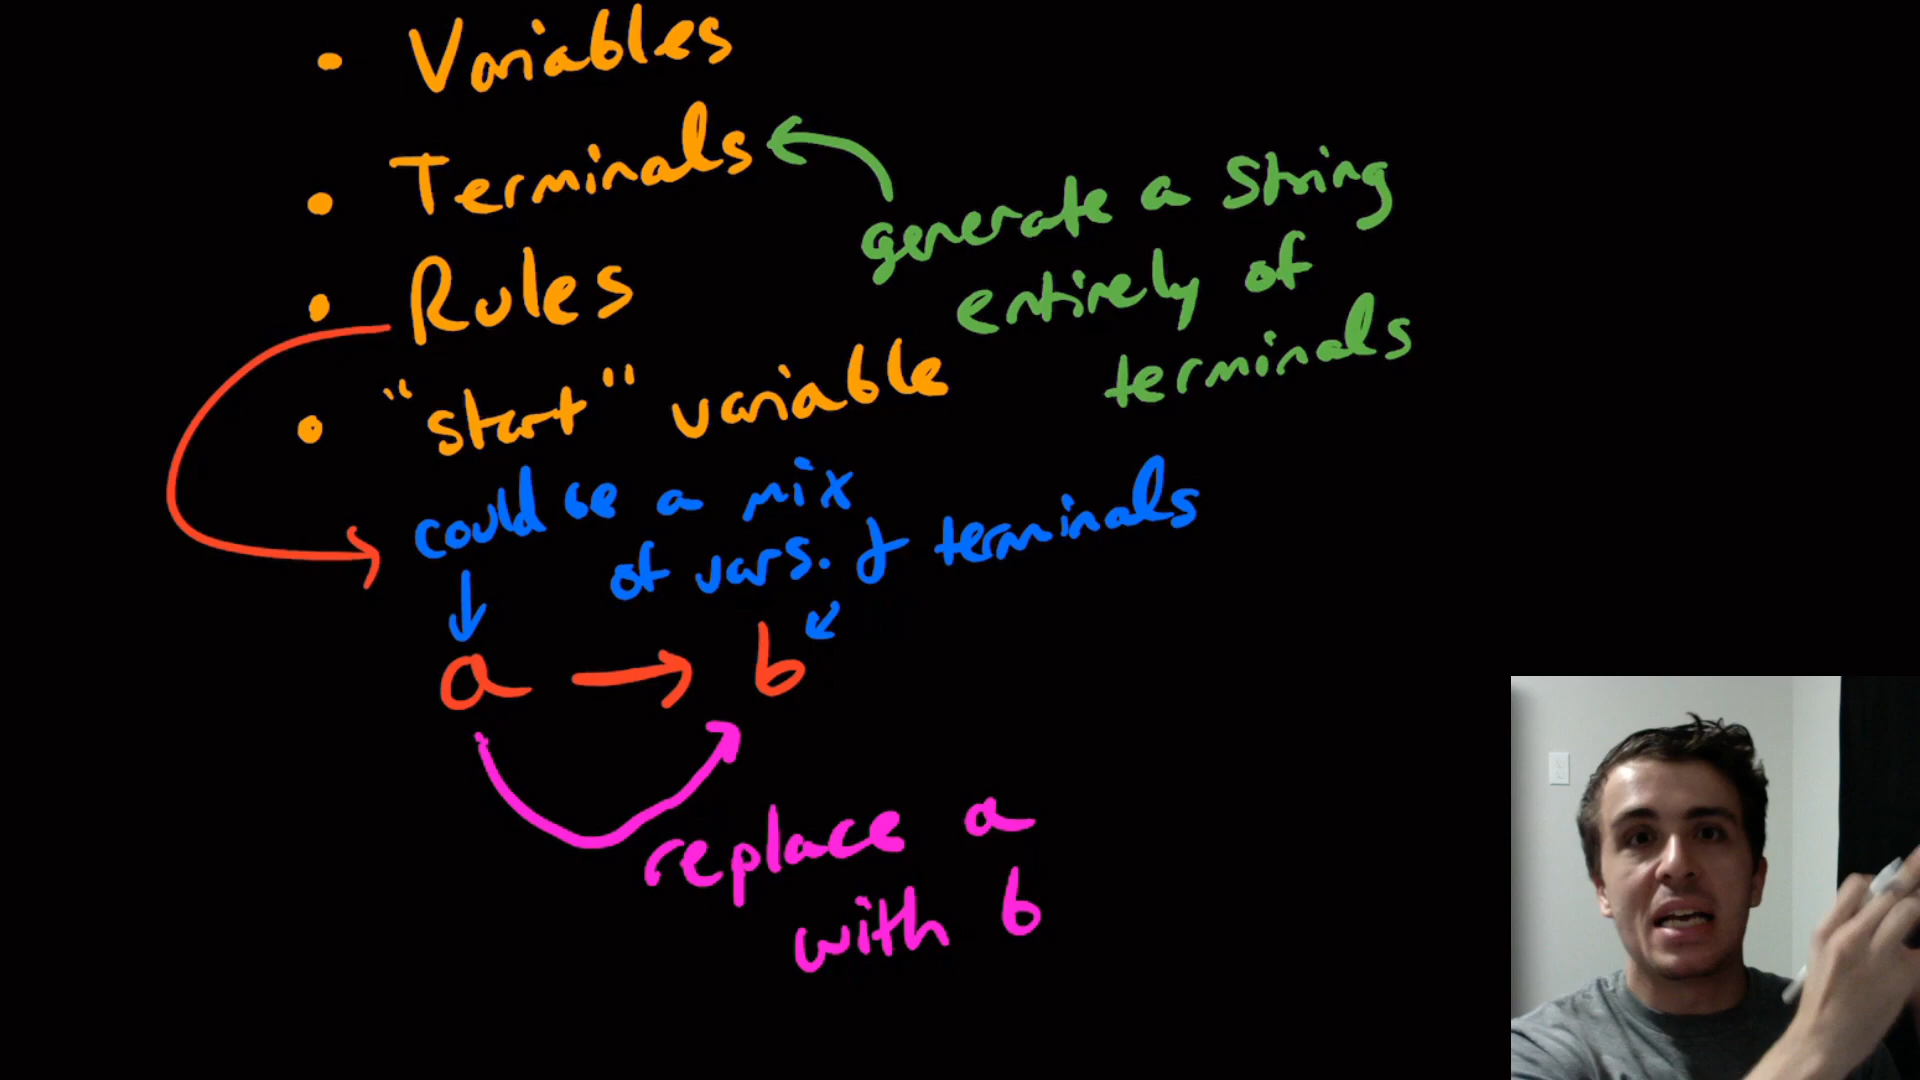 • Variables
• Terminals
generate a string
entirely of
terminals
• Rules
• "start" variable
could be a mix
of vars. & terminals
a → b
replace a
with b